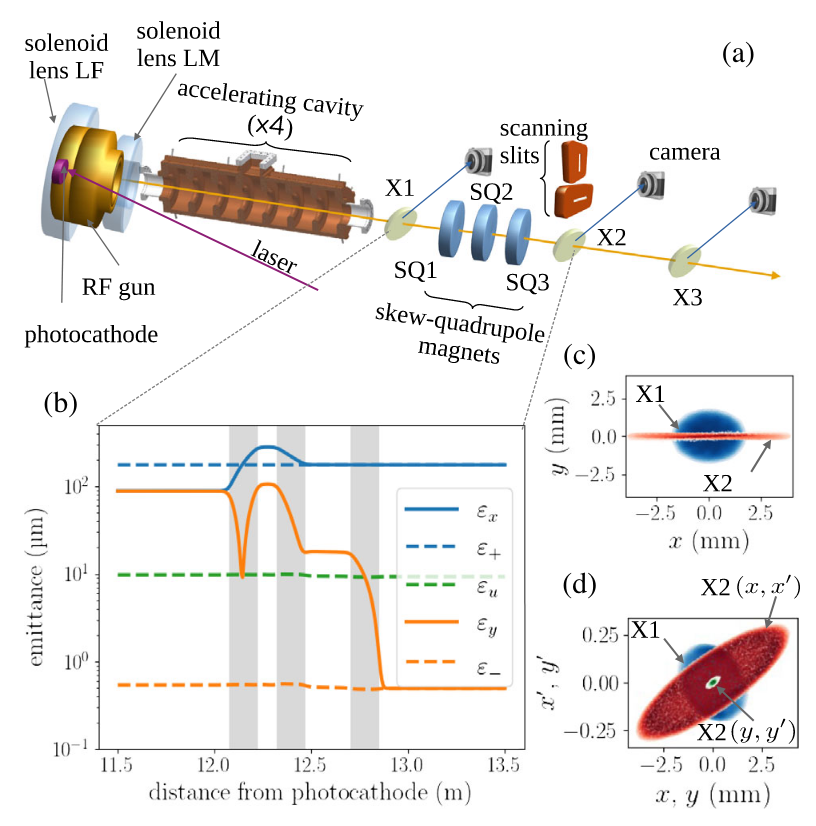 (a)
solenoid
lens LF
solenoid
lens LM
accelerating cavity
(x4)
scanning
slits
camera
X1
SQ2
X2
SQ1
SQ3
X3
laser
RF gun
photocathode
skew-quadrupole
magnets
(b)
emittance (µm)
10²
10¹
10⁰
10⁻¹
11.5 12.0 12.5 13.0 13.5
distance from photocathode (m)
εₓ
ε₊
εᵤ
ε_y
ε₋
(c)
y (mm)
2.5
0.0
−2.5
X1
X2
−2.5 0.0 2.5
x (mm)
(d)
X2 (x, x′)
X1
x′, y′
0.25
0.00
−0.25
X2 (y, y′)
−2.5 0.0 2.5
x, y (mm)